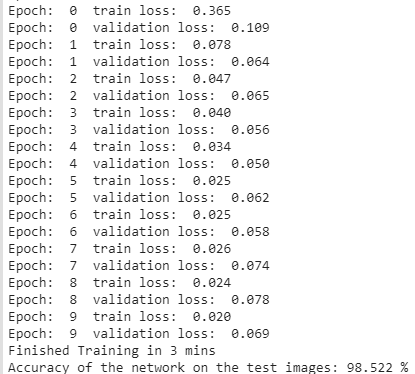 Epoch:  0  train loss:  0.365
Epoch:  0  validation loss:  0.109
Epoch:  1  train loss:  0.078
Epoch:  1  validation loss:  0.064
Epoch:  2  train loss:  0.047
Epoch:  2  validation loss:  0.065
Epoch:  3  train loss:  0.040
Epoch:  3  validation loss:  0.056
Epoch:  4  train loss:  0.034
Epoch:  4  validation loss:  0.050
Epoch:  5  train loss:  0.025
Epoch:  5  validation loss:  0.062
Epoch:  6  train loss:  0.025
Epoch:  6  validation loss:  0.058
Epoch:  7  train loss:  0.026
Epoch:  7  validation loss:  0.074
Epoch:  8  train loss:  0.024
Epoch:  8  validation loss:  0.078
Epoch:  9  train loss:  0.020
Epoch:  9  validation loss:  0.069
Finished Training in 3 mins
Accuracy of the network on the test images: 98.522 %